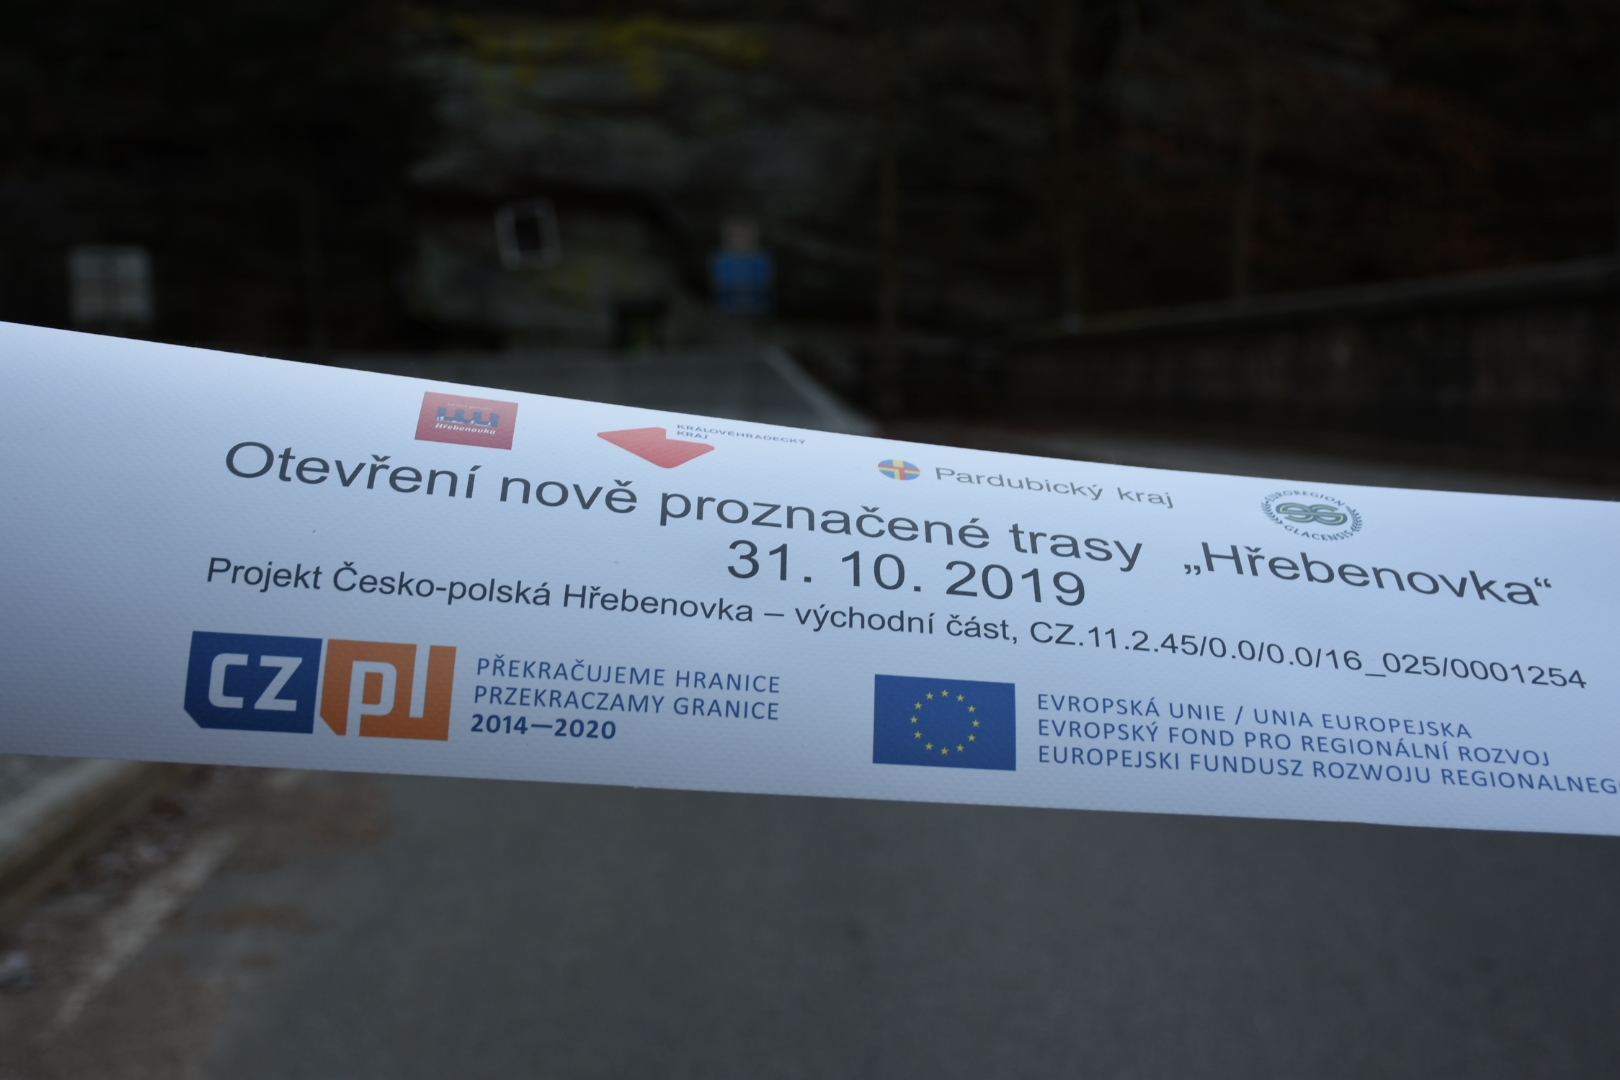 Hřebenovka
KRÁLOVÉHRADECKÝ
KRAJ
Pardubický kraj
EUROREGION
GLACENSIS
Otevření nově proznačené trasy „Hřebenovka“
31. 10. 2019
Projekt Česko-polská Hřebenovka – východní část, CZ.11.2.45/0.0/0.0/16_025/0001254
CZ pl
PŘEKRAČUJEME HRANICE
PRZEKRACZAMY GRANICE
2014—2020
EVROPSKÁ UNIE / UNIA EUROPEJSKA
EVROPSKÝ FOND PRO REGIONÁLNÍ ROZVOJ
EUROPEJSKI FUNDUSZ ROZWOJU REGIONALNEG